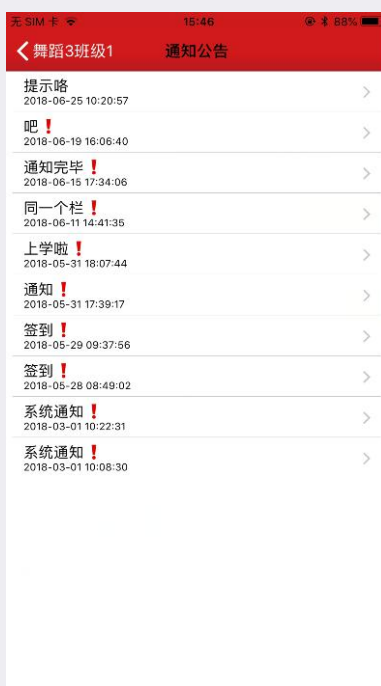 无 SIM 卡 15:46 88%
舞蹈3班级1 通知公告
提示咯
2018-06-25 10:20:57
吧❗
2018-06-19 16:06:40
通知完毕❗
2018-06-15 17:34:06
同一个栏❗
2018-06-11 14:41:35
上学啦❗
2018-05-31 18:07:44
通知❗
2018-05-31 17:39:17
签到❗
2018-05-29 09:37:56
签到❗
2018-05-28 08:49:02
系统通知❗
2018-03-01 10:22:31
系统通知❗
2018-03-01 10:08:30